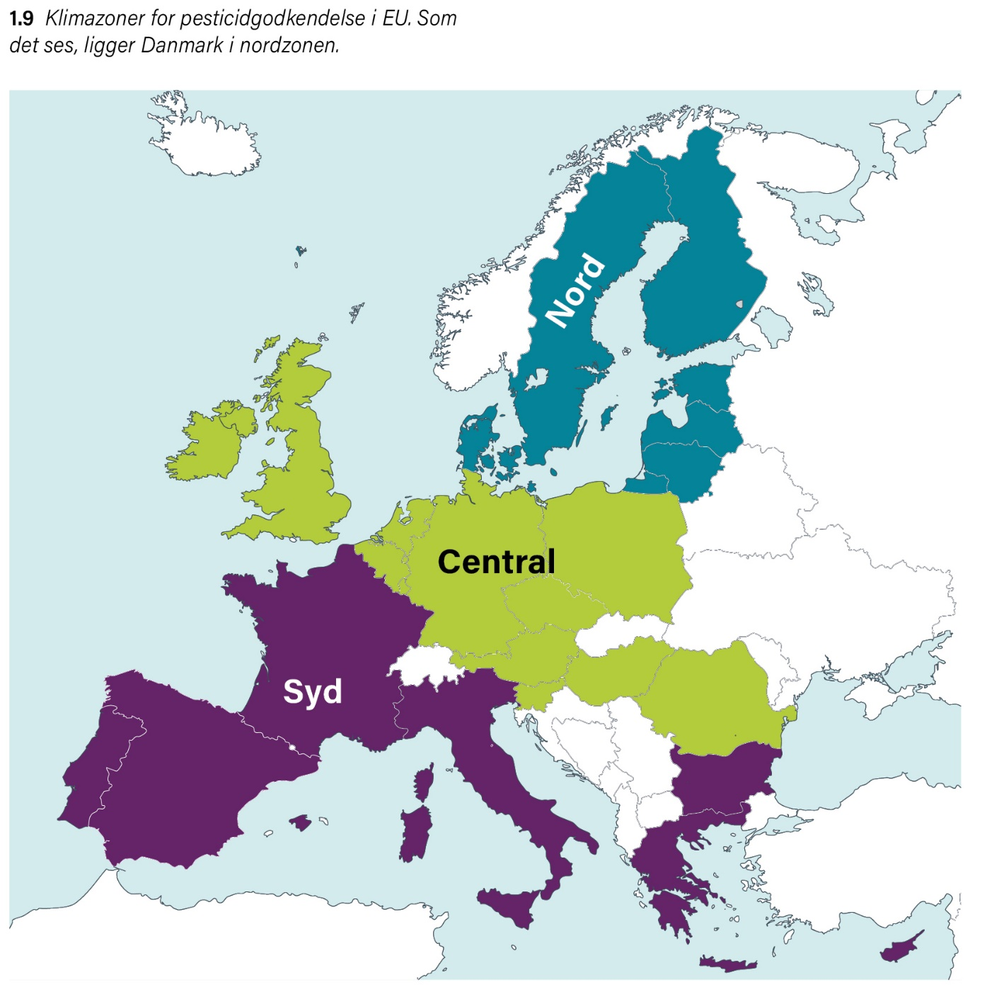 1.9 Klimazoner for pesticidgodkendelse i EU. Som
det ses, ligger Danmark i nordzonen.
Nord
Central
Syd